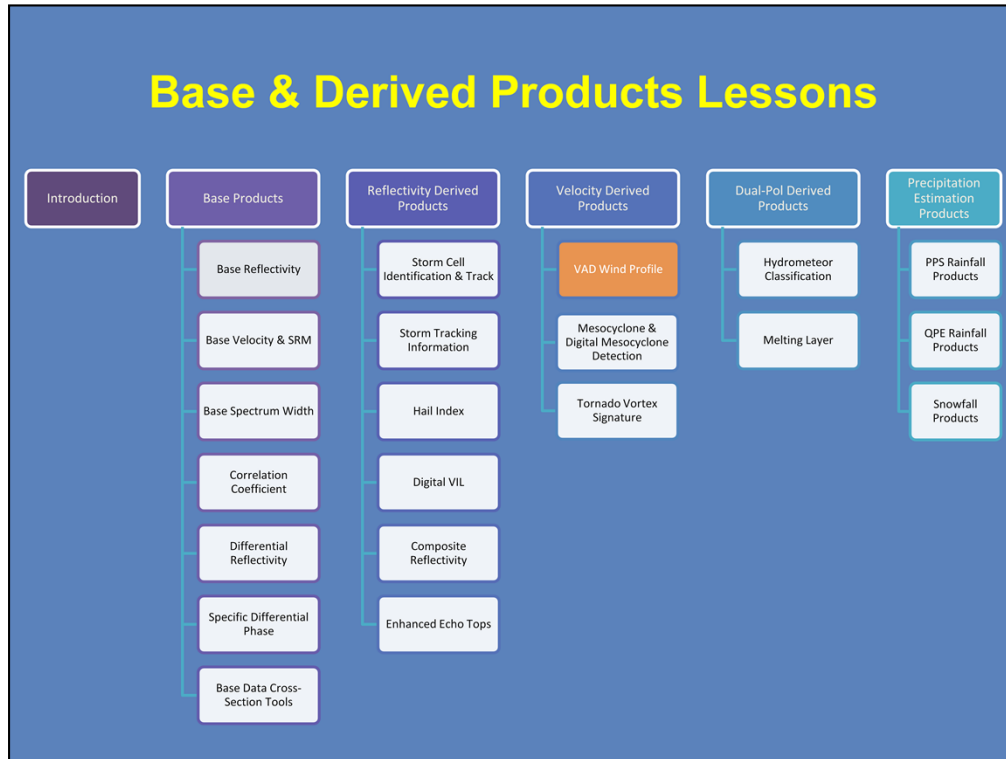 Base & Derived Products Lessons
Introduction
Base Products
Base Reflectivity
Base Velocity & SRM
Base Spectrum Width
Correlation
Coefficient
Differential
Reflectivity
Specific Differential
Phase
Base Data Cross-
Section Tools
Reflectivity Derived
Products
Storm Cell
Identification & Track
Storm Tracking
Information
Hail Index
Digital VIL
Composite
Reflectivity
Enhanced Echo Tops
Velocity Derived
Products
VAD Wind Profile
Mesocyclone &
Digital Mesocyclone
Detection
Tornado Vortex
Signature
Dual-Pol Derived
Products
Hydrometeor
Classification
Melting Layer
Precipitation
Estimation
Products
PPS Rainfall
Products
QPE Rainfall
Products
Snowfall
Products